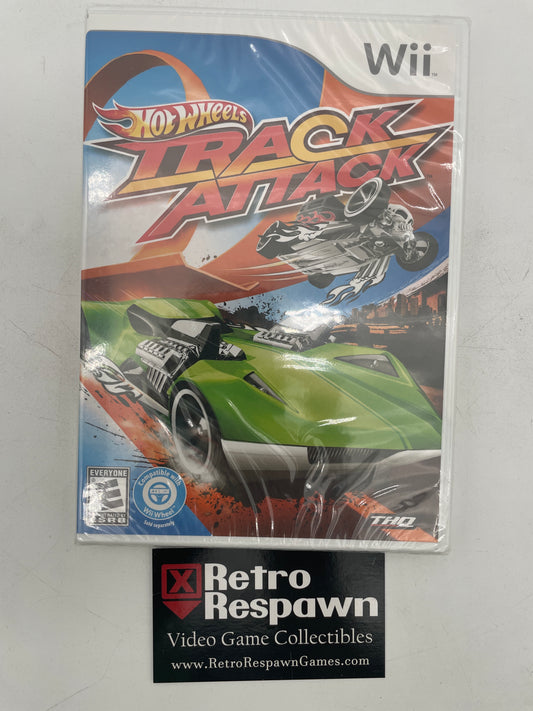 Wii™
HOT WHEELS
TRACK
ATTACK
EVERYONE
E
ESRB
Compatible with
Wii Wheel
Sold separately
THQ
X Retro
Respawn
Video Game Collectibles
www.RetroRespawnGames.com